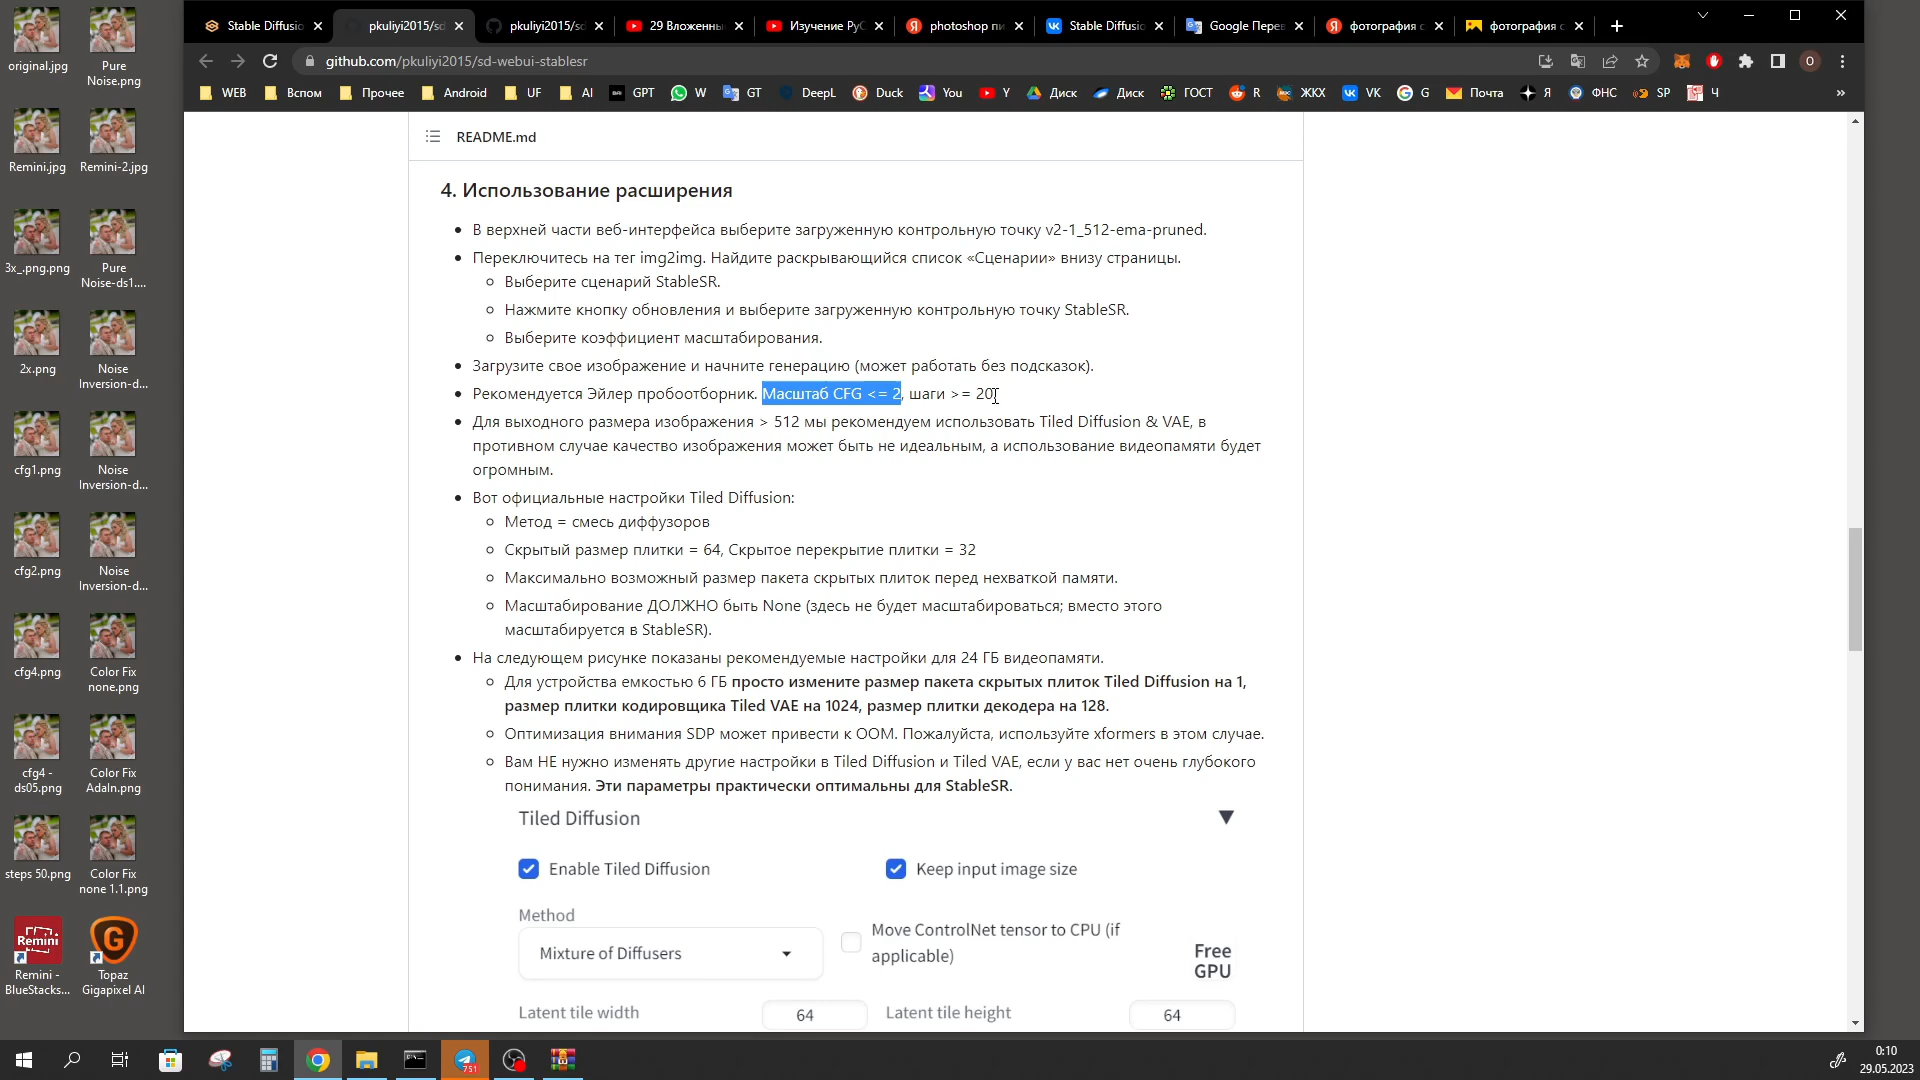 original.jpg
Pure
Noise.png
Remini.jpg
Remini-2.jpg
3x_.png.png
Pure
Noise-ds1....
2x.png
Noise
Inversion-d...
cfg1.png
Noise
Inversion-d...
cfg2.png
Noise
Inversion-d...
cfg4.png
Color Fix
none.png
cfg4 -
ds05.png
Color Fix
AdaIn.png
steps 50.png
Color Fix
none 1.1.png
Remini
Remini -
BlueStacks...
Topaz
Gigapixel AI
Stable Diffusio
pkuliyi2015/sd
pkuliyi2015/sd
29 Вложенны
Изучение РуС
photoshop пи
Stable Diffusio
Google Перев
фотография с
фотография с
github.com/pkuliyi2015/sd-webui-stablesr
O
WEB
Вспом
Прочее
Android
UF
AI
GPT
W
GT
DeepL
Duck
You
Y
Диск
Диск
ГОСТ
R
ЖКХ
VK
G
Почта
Я
ФНС
SP
Ч
»
README.md
4. Использование расширения
• В верхней части веб-интерфейса выберите загруженную контрольную точку v2-1_512-ema-pruned.
• Переключитесь на тег img2img. Найдите раскрывающийся список «Сценарии» внизу страницы.
○ Выберите сценарий StableSR.
○ Нажмите кнопку обновления и выберите загруженную контрольную точку StableSR.
○ Выберите коэффициент масштабирования.
• Загрузите свое изображение и начните генерацию (может работать без подсказок).
• Рекомендуется Эйлер пробоотборник. Масштаб CFG <= 2, шаги >= 20
• Для выходного размера изображения > 512 мы рекомендуем использовать Tiled Diffusion & VAE, в
противном случае качество изображения может быть не идеальным, а использование видеопамяти будет
огромным.
• Вот официальные настройки Tiled Diffusion:
○ Метод = смесь диффузоров
○ Скрытый размер плитки = 64, Скрытое перекрытие плитки = 32
○ Максимально возможный размер пакета скрытых плиток перед нехваткой памяти.
○ Масштабирование ДОЛЖНО быть None (здесь не будет масштабироваться; вместо этого
масштабируется в StableSR).
• На следующем рисунке показаны рекомендуемые настройки для 24 ГБ видеопамяти.
○ Для устройства емкостью 6 ГБ просто измените размер пакета скрытых плиток Tiled Diffusion на 1,
размер плитки кодировщика Tiled VAE на 1024, размер плитки декодера на 128.
○ Оптимизация внимания SDP может привести к OOM. Пожалуйста, используйте xformers в этом случае.
○ Вам НЕ нужно изменять другие настройки в Tiled Diffusion и Tiled VAE, если у вас нет очень глубокого
понимания. Эти параметры практически оптимальны для StableSR.
Tiled Diffusion
Enable Tiled Diffusion
Keep input image size
Method
Mixture of Diffusers
Move ControlNet tensor to CPU (if
applicable)
Free
GPU
Latent tile width
64
Latent tile height
64
751
0:10
29.05.2023